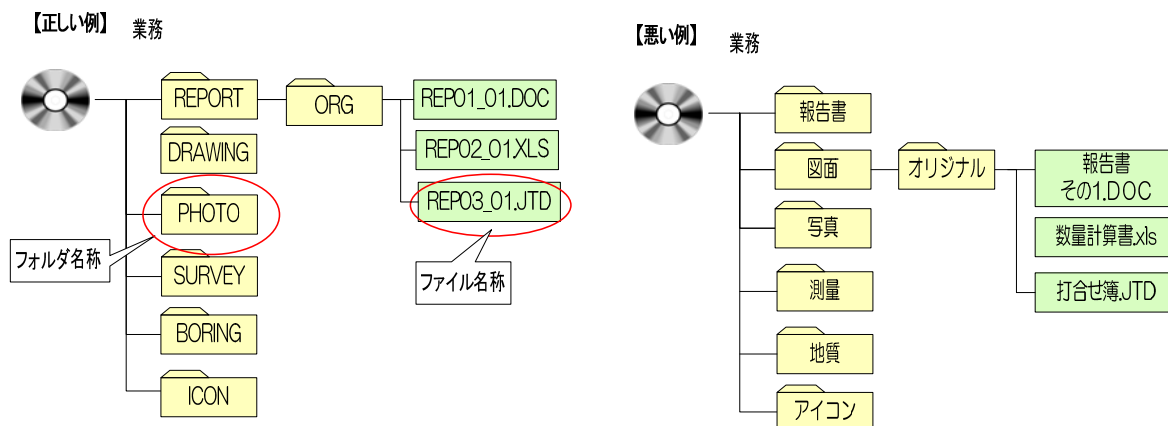 【正しい例】 業務
REPORT
ORG
REP01_01.DOC
DRAWING
REP02_01.XLS
PHOTO
REP03_01.JTD
フォルダ名称
ファイル名称
SURVEY
BORING
ICON
【悪い例】 業務
報告書
図面
オリジナル
報告書
その1.DOC
写真
数量計算書.xls
測量
打合せ簿.JTD
地質
アイコン